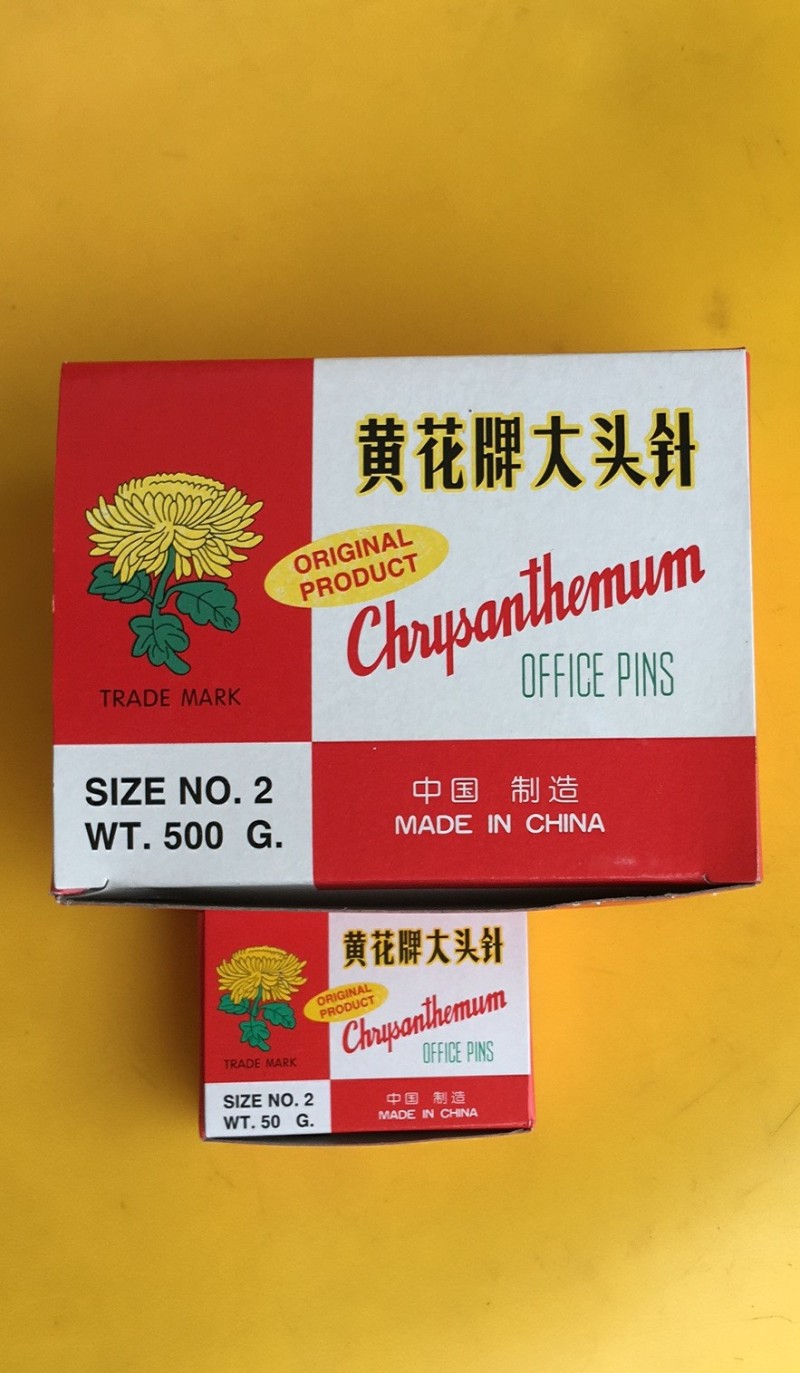 黄花牌大头针
ORIGINAL
PRODUCT
Chrysanthemum
OFFICE PINS
TRADE MARK
SIZE NO. 2
WT. 500 G.
中国 制造
MADE IN CHINA
黄花牌大头针
ORIGINAL
PRODUCT
Chrysanthemum
OFFICE PINS
TRADE MARK
SIZE NO. 2
WT. 50 G.
中国 制造
MADE IN CHINA